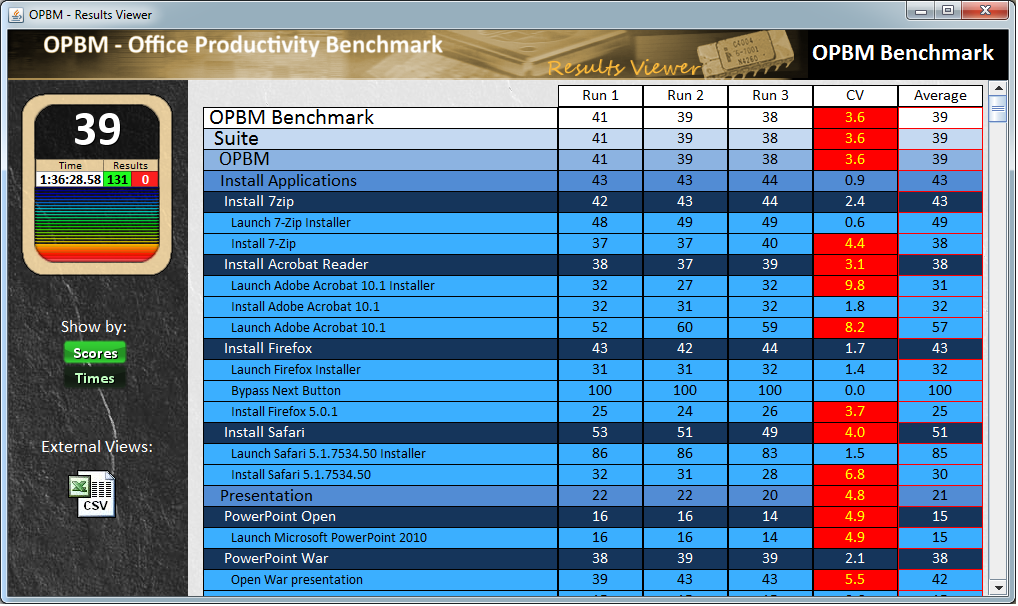 OPBM - Results Viewer
OPBM - Office Productivity Benchmark
Results Viewer
OPBM Benchmark
39
Time Results
1:36:28.58 131 0
Show by:
Scores
Times
External Views:
CSV
Run 1 Run 2 Run 3 CV Average
OPBM Benchmark 41 39 38 3.6 39
Suite 41 39 38 3.6 39
OPBM 41 39 38 3.6 39
Install Applications 43 43 44 0.9 43
Install 7zip 42 43 44 2.4 43
Launch 7-Zip Installer 48 49 49 0.6 49
Install 7-Zip 37 37 40 4.4 38
Install Acrobat Reader 38 37 39 3.1 38
Launch Adobe Acrobat 10.1 Installer 32 27 32 9.8 31
Install Adobe Acrobat 10.1 32 31 32 1.8 32
Launch Adobe Acrobat 10.1 52 60 59 8.2 57
Install Firefox 43 42 44 1.7 43
Launch Firefox Installer 31 31 32 1.4 32
Bypass Next Button 100 100 100 0.0 100
Install Firefox 5.0.1 25 24 26 3.7 25
Install Safari 53 51 49 4.0 51
Launch Safari 5.1.7534.50 Installer 86 86 83 1.5 85
Install Safari 5.1.7534.50 32 31 28 6.8 30
Presentation 22 22 20 4.8 21
PowerPoint Open 16 16 14 4.9 15
Launch Microsoft PowerPoint 2010 16 16 14 4.9 15
PowerPoint War 38 39 39 2.1 38
Open War presentation 39 43 43 5.5 42